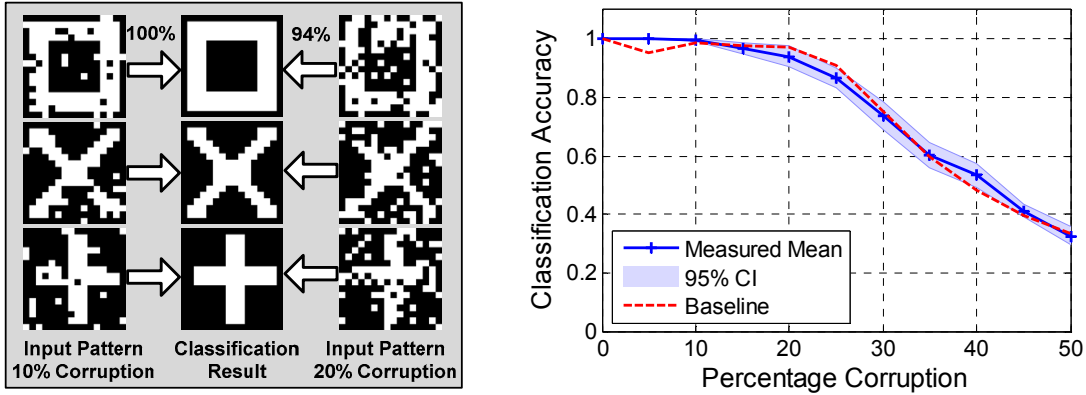 100%
94%
Input Pattern
10% Corruption
Classification
Result
Input Pattern
20% Corruption
Classification Accuracy
1
0.8
0.6
0.4
0.2
0
Measured Mean
95% CI
Baseline
0 10 20 30 40 50
Percentage Corruption